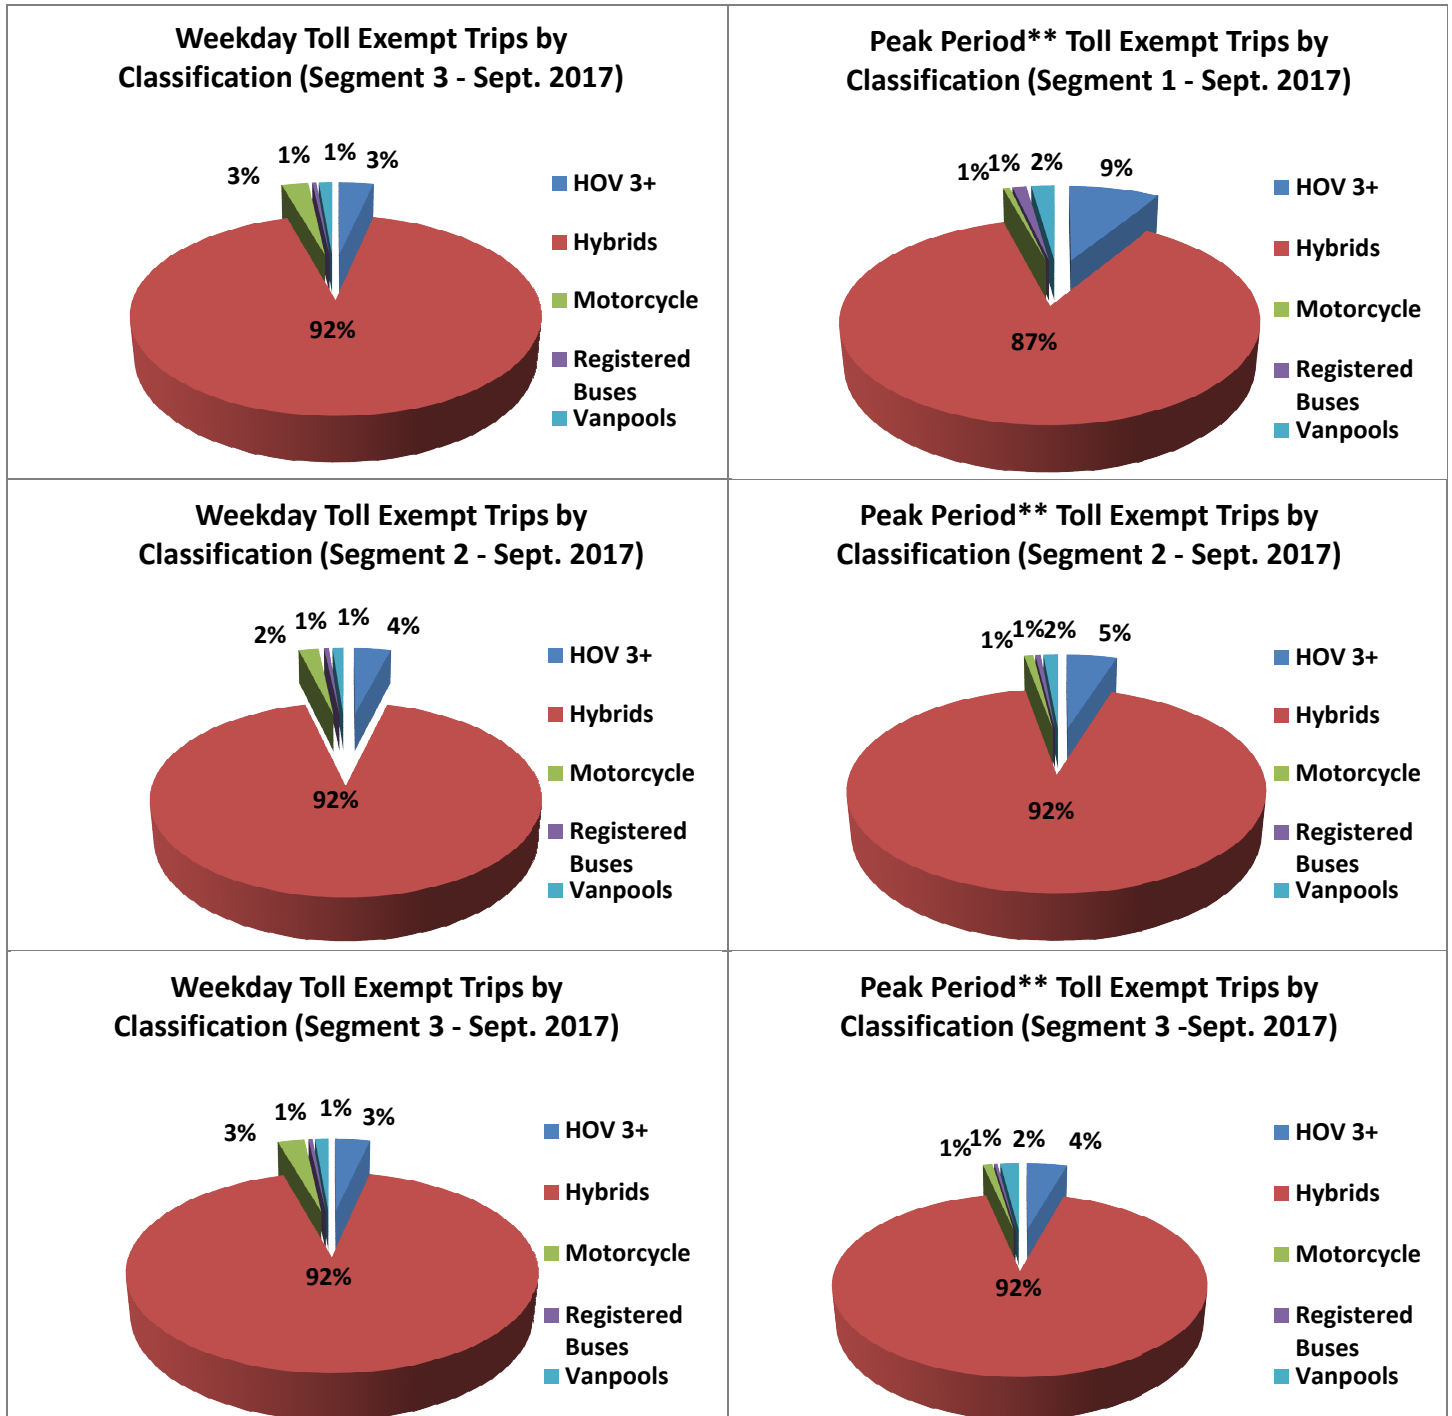 Weekday Toll Exempt Trips by
Classification (Segment 3 - Sept. 2017)
3%
1%
1%
3%
92%
HOV 3+
Hybrids
Motorcycle
Registered
Buses
Vanpools
Peak Period** Toll Exempt Trips by
Classification (Segment 1 - Sept. 2017)
1%
1%
2%
9%
87%
HOV 3+
Hybrids
Motorcycle
Registered
Buses
Vanpools
Weekday Toll Exempt Trips by
Classification (Segment 2 - Sept. 2017)
2%
1%
1%
4%
92%
HOV 3+
Hybrids
Motorcycle
Registered
Buses
Vanpools
Peak Period** Toll Exempt Trips by
Classification (Segment 2 - Sept. 2017)
1%
1%
2%
5%
92%
HOV 3+
Hybrids
Motorcycle
Registered
Buses
Vanpools
Weekday Toll Exempt Trips by
Classification (Segment 3 - Sept. 2017)
3%
1%
1%
3%
92%
HOV 3+
Hybrids
Motorcycle
Registered
Buses
Vanpools
Peak Period** Toll Exempt Trips by
Classification (Segment 3 -Sept. 2017)
1%
1%
2%
4%
92%
HOV 3+
Hybrids
Motorcycle
Registered
Buses
Vanpools